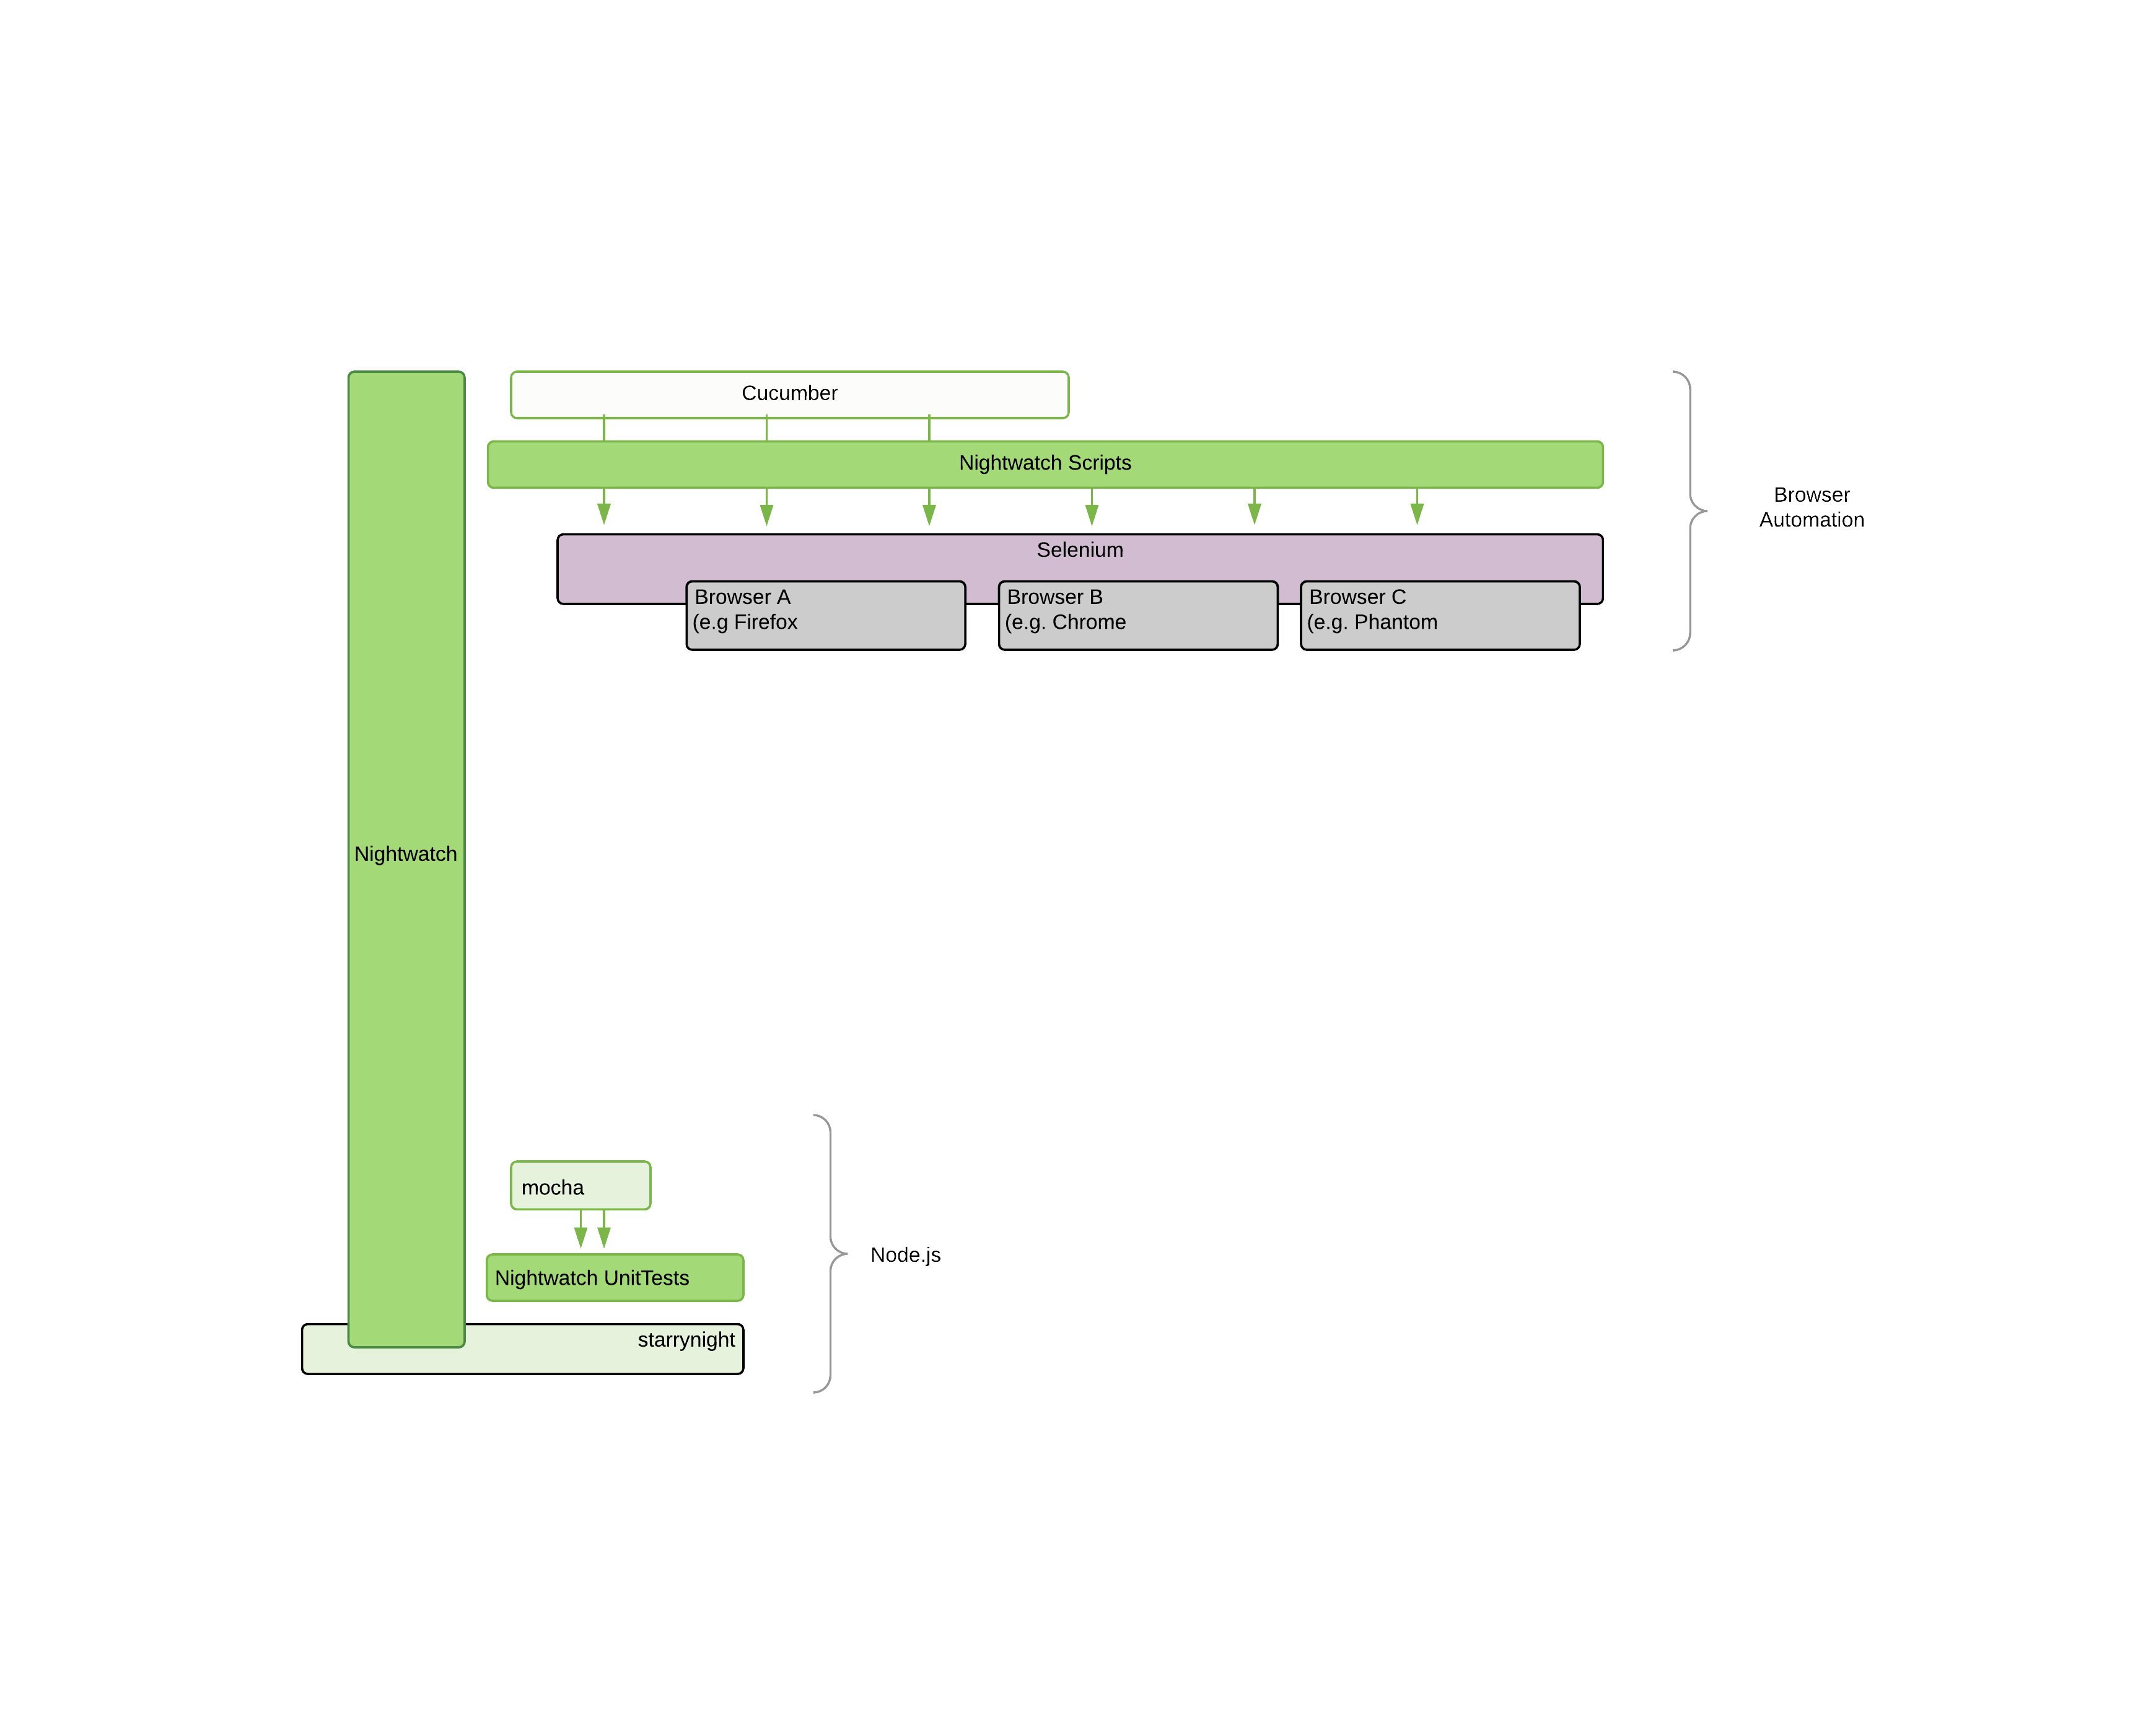 Cucumber
Nightwatch Scripts
Browser
Automation
Selenium
Browser A
(e.g Firefox
Browser B
(e.g. Chrome
Browser C
(e.g. Phantom
Nightwatch
mocha
Node.js
Nightwatch UnitTests
starrynight